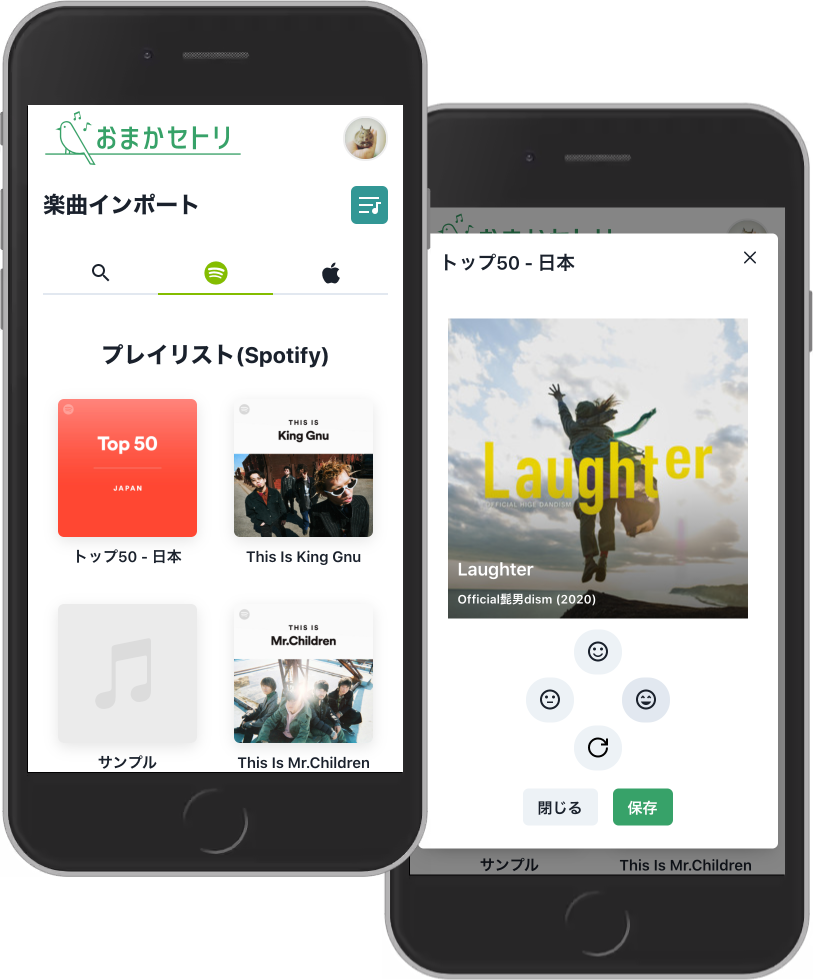 おまかセトリ
楽曲インポート
プレイリスト(Spotify)
Top 50
JAPAN
トップ50 - 日本
THIS IS
King Gnu
This Is King Gnu
サンプル
THIS IS
Mr.Children
This Is Mr.Children
トップ50 - 日本
Laughter
OFFICIAL HIGE DANDISM
Laughter
Official髭男dism (2020)
閉じる
保存
サンプル
This Is Mr.Children